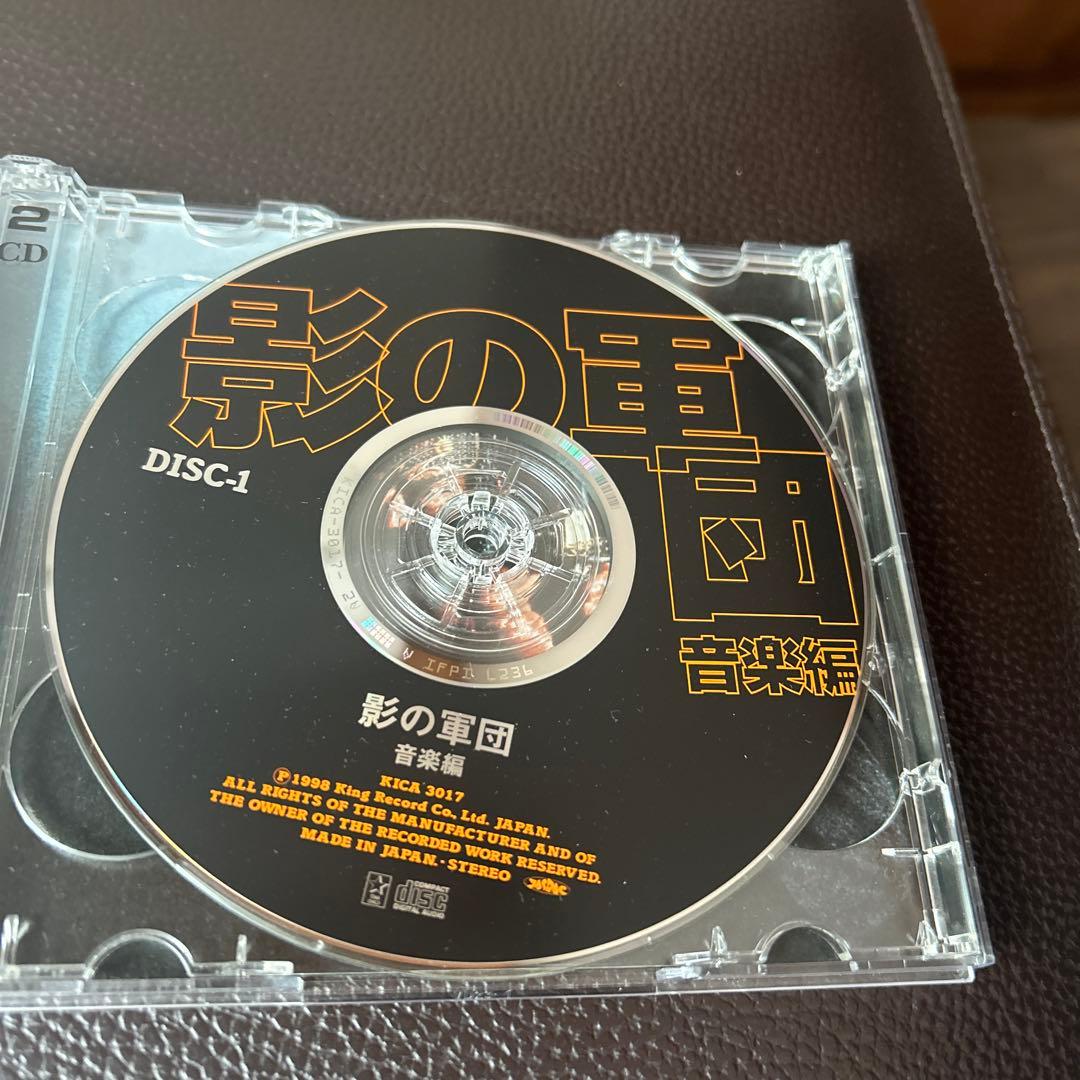 2
CD
影の軍団
DISC-1
音楽編
KICA-3017-
A2
A
IFPI L236
影の軍団
音楽編
KICA 3017
Ⓟ1998 King Record Co., Ltd. JAPAN.
ALL RIGHTS OF THE MANUFACTURER AND OF
THE OWNER OF THE RECORDED WORK RESERVED.
MADE IN JAPAN.・STEREO
COMPACT
disc
DIGITAL AUDIO